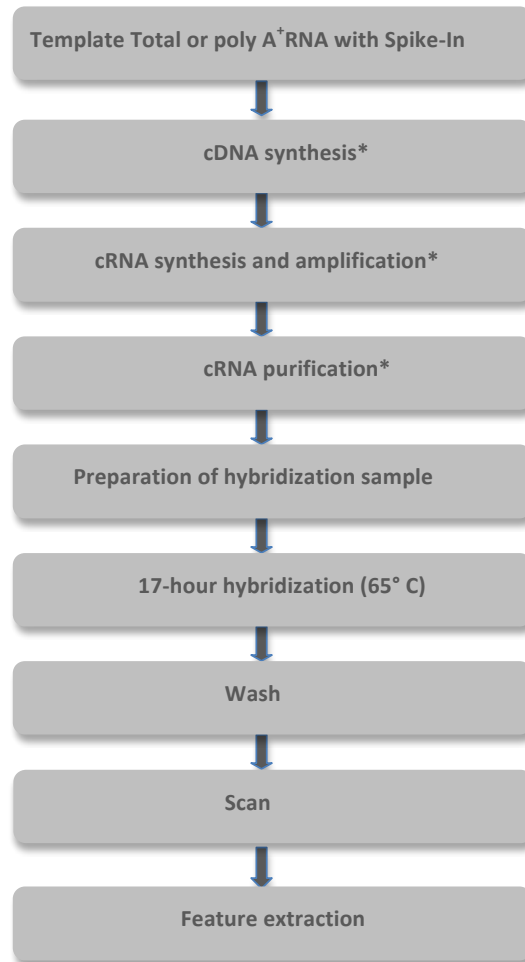 Template Total or poly A⁺RNA with Spike-In
cDNA synthesis*
cRNA synthesis and amplification*
cRNA purification*
Preparation of hybridization sample
17-hour hybridization (65° C)
Wash
Scan
Feature extraction